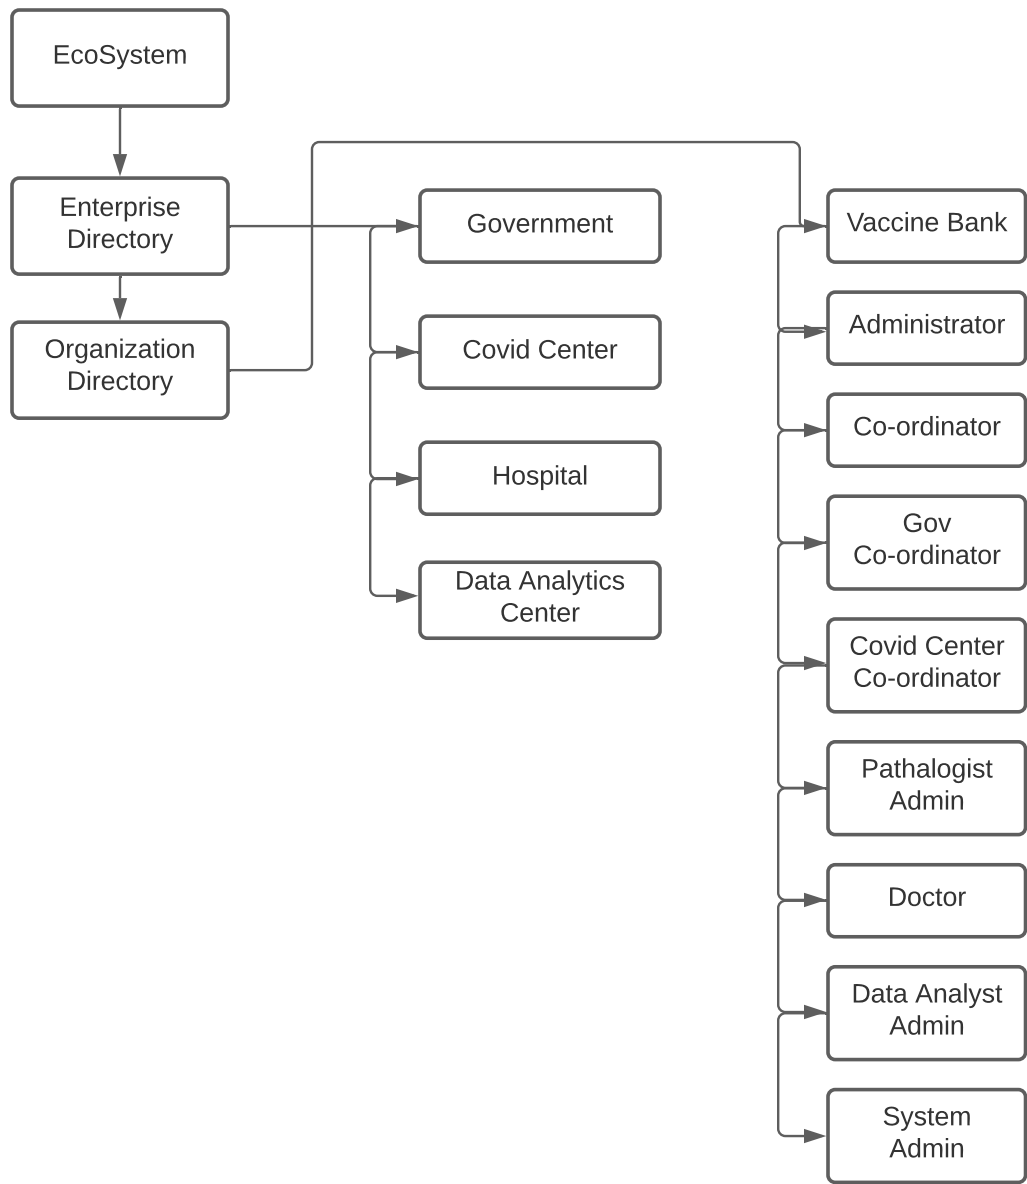 EcoSystem
Enterprise
Directory
Organization
Directory
Government
Covid Center
Hospital
Data Analytics
Center
Vaccine Bank
Administrator
Co-ordinator
Gov
Co-ordinator
Covid Center
Co-ordinator
Pathalogist
Admin
Doctor
Data Analyst
Admin
System
Admin